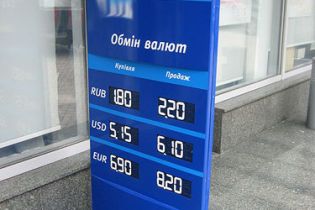 Обмін валют
Купівля Продаж
RUB 1.80 2.20
USD 5.15 6.10
EUR 6.90 8.20